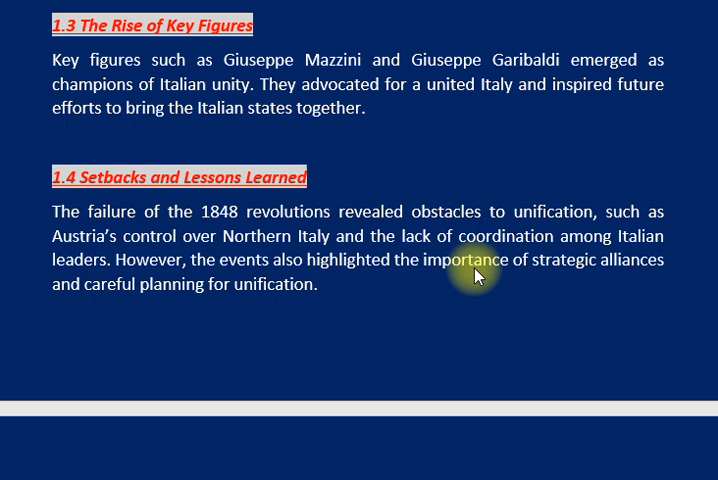 1.3 The Rise of Key Figures
Key figures such as Giuseppe Mazzini and Giuseppe Garibaldi emerged as
champions of Italian unity. They advocated for a united Italy and inspired future
efforts to bring the Italian states together.
1.4 Setbacks and Lessons Learned
The failure of the 1848 revolutions revealed obstacles to unification, such as
Austria’s control over Northern Italy and the lack of coordination among Italian
leaders. However, the events also highlighted the importance of strategic alliances
and careful planning for unification.